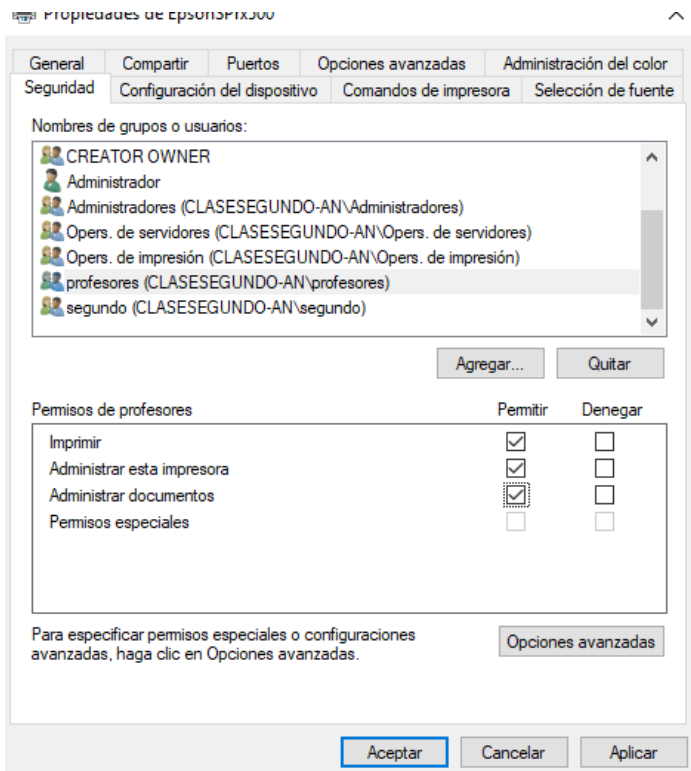 Propiedades de EpsonSPfx500
General Compartir Puertos Opciones avanzadas Administración del color
Seguridad Configuración del dispositivo Comandos de impresora Selección de fuente
Nombres de grupos o usuarios:
CREATOR OWNER
Administrador
Administradores (CLASESEGUNDO-AN\Administradores)
Opers. de servidores (CLASESEGUNDO-AN\Opers. de servidores)
Opers. de impresión (CLASESEGUNDO-AN\Opers. de impresión)
profesores (CLASESEGUNDO-AN\profesores)
segundo (CLASESEGUNDO-AN\segundo)
Agregar... Quitar
Permisos de profesores Permitir Denegar
Imprimir
Administrar esta impresora
Administrar documentos
Permisos especiales
Para especificar permisos especiales o configuraciones
avanzadas, haga clic en Opciones avanzadas.
Opciones avanzadas
Aceptar Cancelar Aplicar